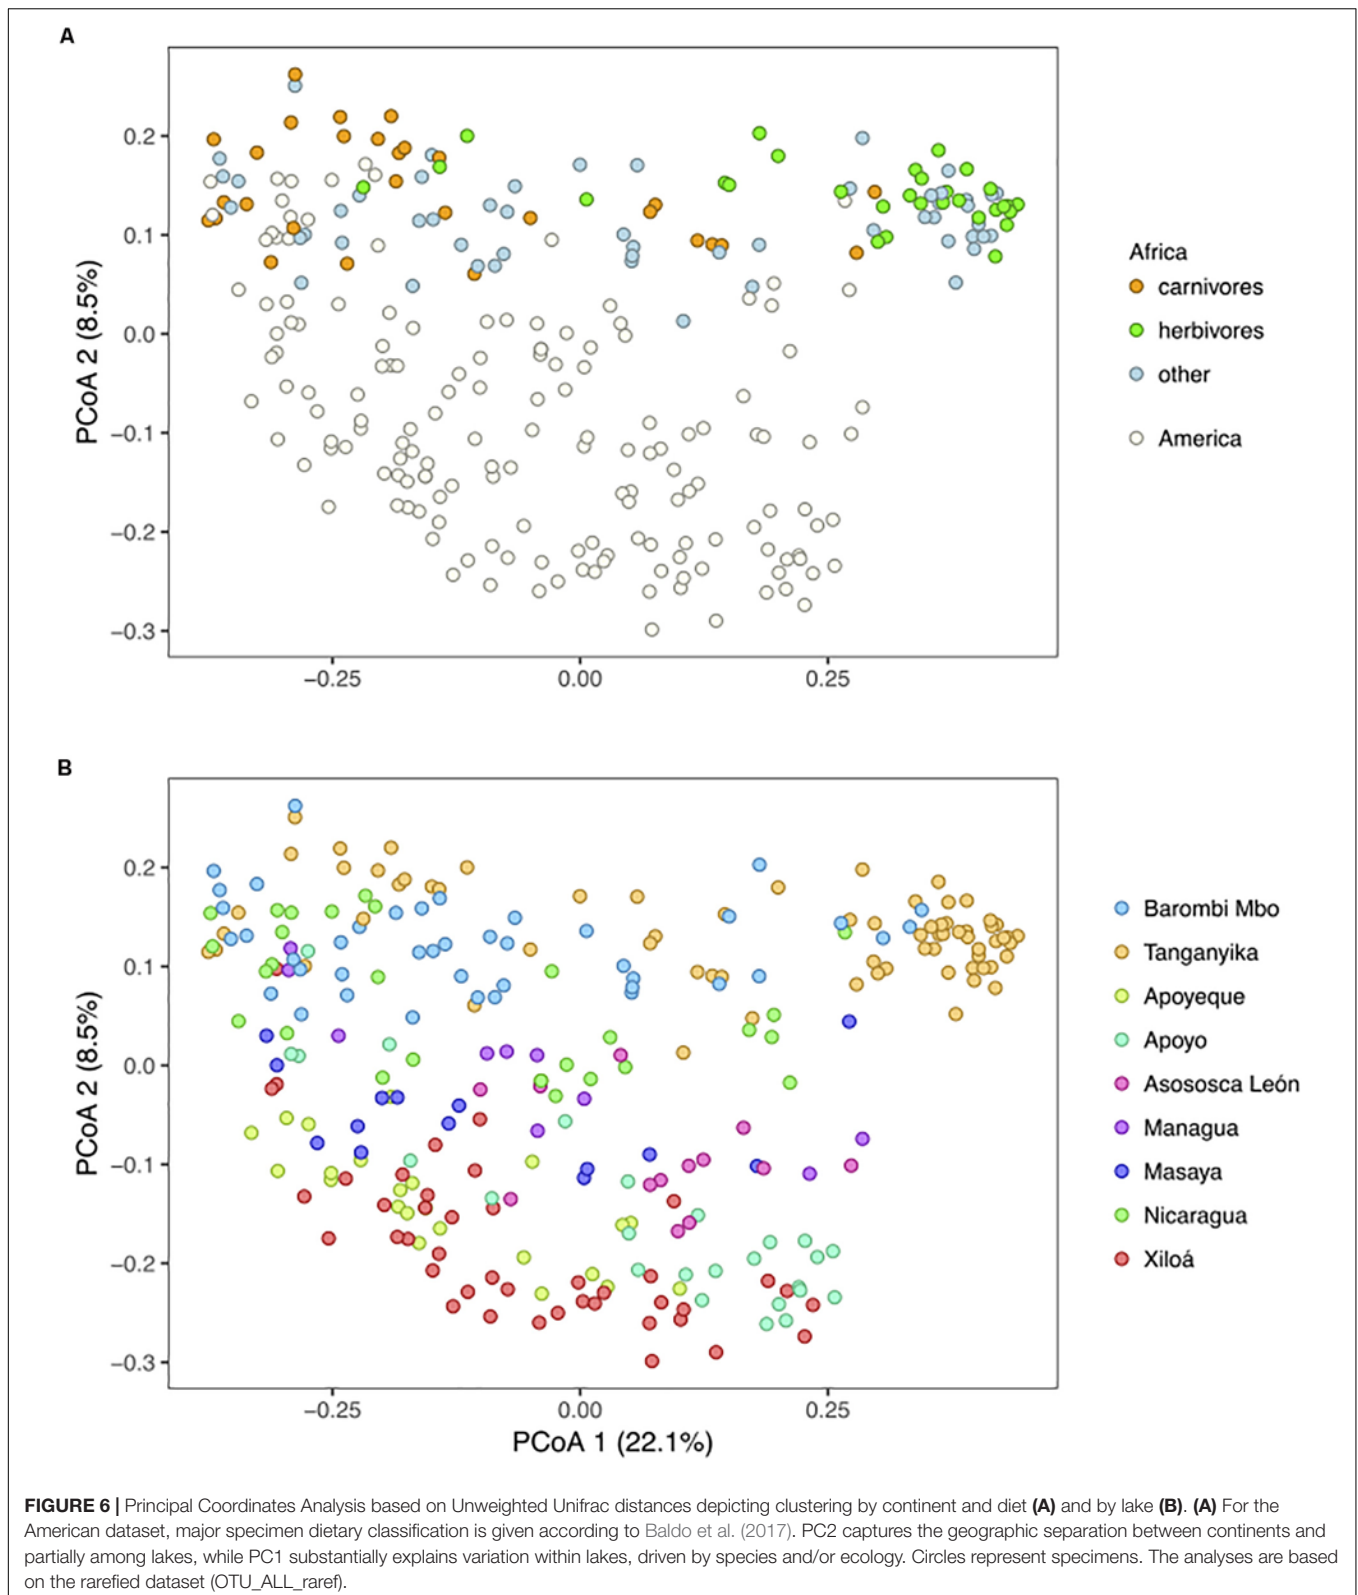 A
0.2
0.1
0.0
−0.1
−0.2
−0.3
PCoA 2 (8.5%)
−0.25
0.00
0.25
Africa
carnivores
herbivores
other
America
B
0.2
0.1
0.0
−0.1
−0.2
−0.3
PCoA 2 (8.5%)
−0.25
0.00
0.25
PCoA 1 (22.1%)
Barombi Mbo
Tanganyika
Apoyeque
Apoyo
Asososca León
Managua
Masaya
Nicaragua
Xiloá
FIGURE 6 | Principal Coordinates Analysis based on Unweighted Unifrac distances depicting clustering by continent and diet (A) and by lake (B). (A) For the
American dataset, major specimen dietary classification is given according to Baldo et al. (2017). PC2 captures the geographic separation between continents and
partially among lakes, while PC1 substantially explains variation within lakes, driven by species and/or ecology. Circles represent specimens. The analyses are based
on the rarefied dataset (OTU_ALL_raref).